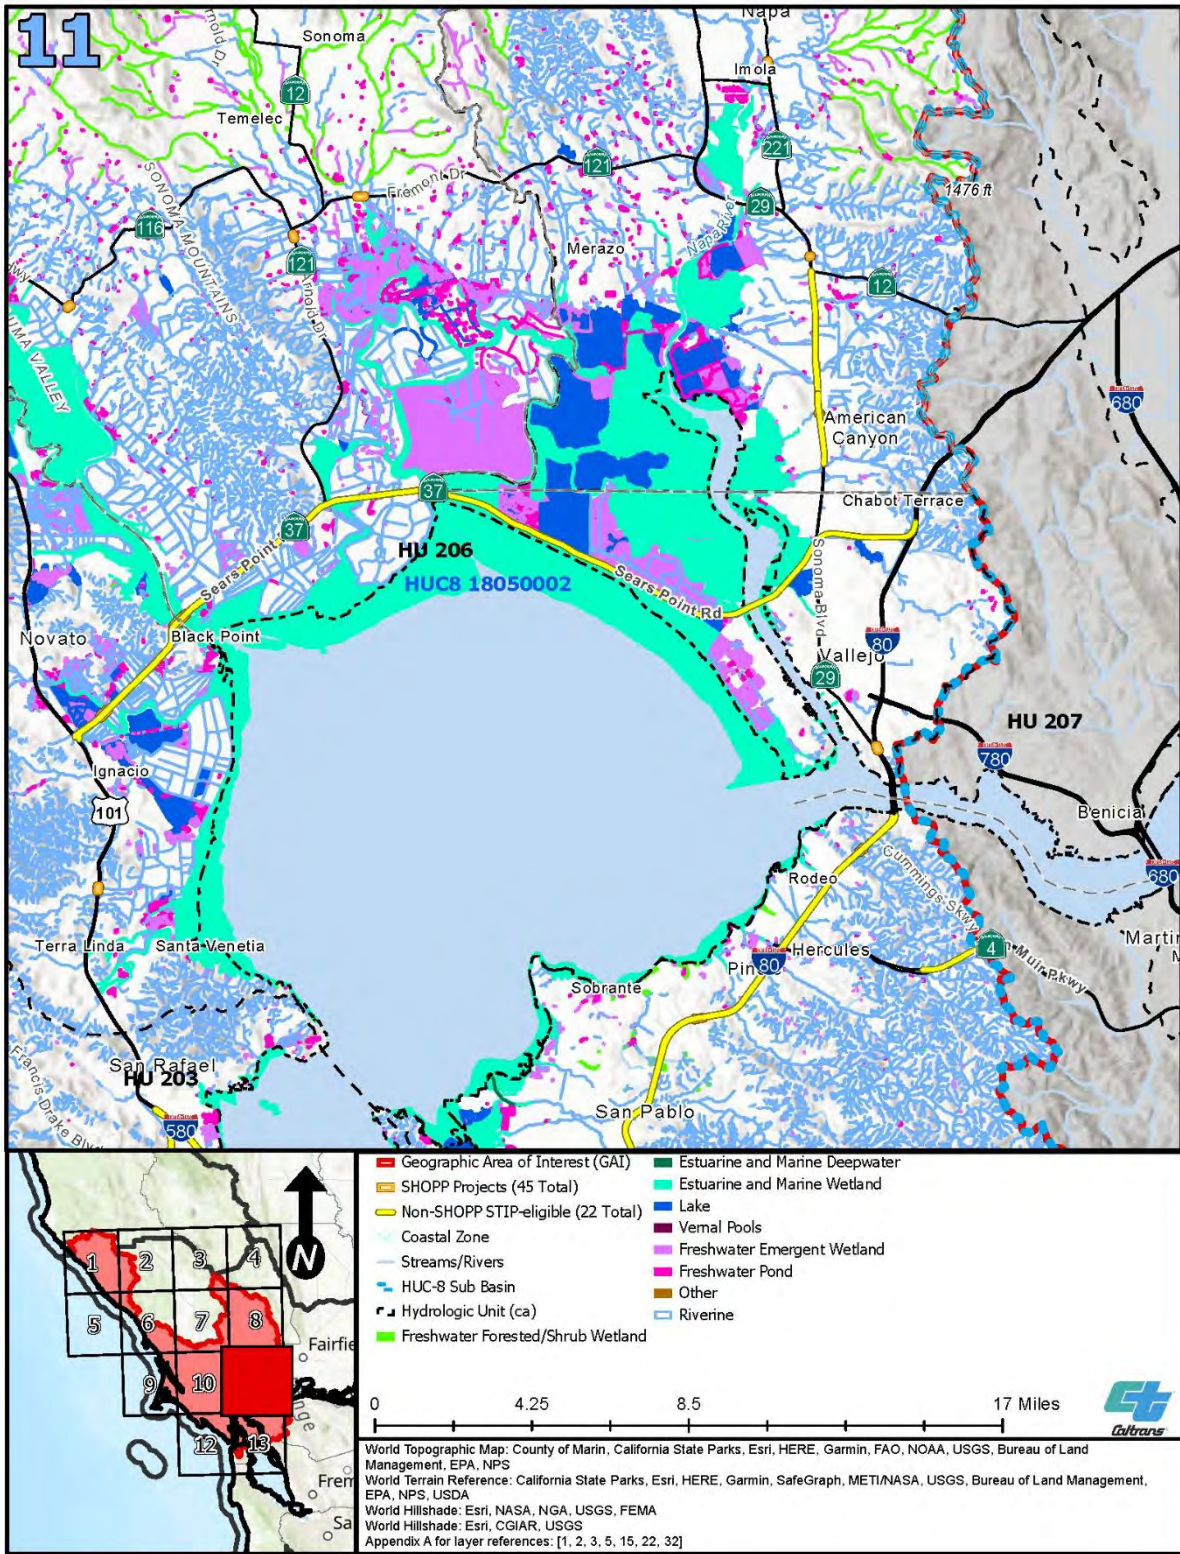 11
Sonoma
Napa
Arnold Dr
Imola
12
Temelec
221
121
Fremont Dr
1476 ft
SONOMA MOUNTAINS
29
116
Napa River
Merazo
121
12
Arnold Dr
UMA VALLEY
680
American
Canyon
37
Chabot Terrace
37
HU 206
Sears Point
HUC8 18050002
Sears Point Rd
Sonoma Blvd
Novato
Black Point
80
Vallejo
29
HU 207
780
Ignacio
101
Benicia
680
Cummings Skwy
Rodeo
Terra Linda
Santa Venetia
Hercules
4
Muir Pkwy
80
Sobrante
San Rafael
HU 203
Francis Drake Blvd
San Pablo
580
Geographic Area of Interest (GAI)
SHOPP Projects (45 Total)
Non-SHOPP STIP-eligible (22 Total)
Coastal Zone
Streams/Rivers
HUC-8 Sub Basin
Hydrologic Unit (ca)
Freshwater Forested/Shrub Wetland
Estuarine and Marine Deepwater
Estuarine and Marine Wetland
Lake
Vernal Pools
Freshwater Emergent Wetland
Freshwater Pond
Other
Riverine
N
1
2
3
4
5
6
7
8
Fairfie
9
10
12
13
Frem
Sa
0 4.25 8.5 17 Miles
Caltrans
World Topographic Map: County of Marin, California State Parks, Esri, HERE, Garmin, FAO, NOAA, USGS, Bureau of Land
Management, EPA, NPS
World Terrain Reference: California State Parks, Esri, HERE, Garmin, SafeGraph, METI/NASA, USGS, Bureau of Land Management,
EPA, NPS, USDA
World Hillshade: Esri, NASA, NGA, USGS, FEMA
World Hillshade: Esri, CGIAR, USGS
Appendix A for layer references: [1, 2, 3, 5, 15, 22, 32]